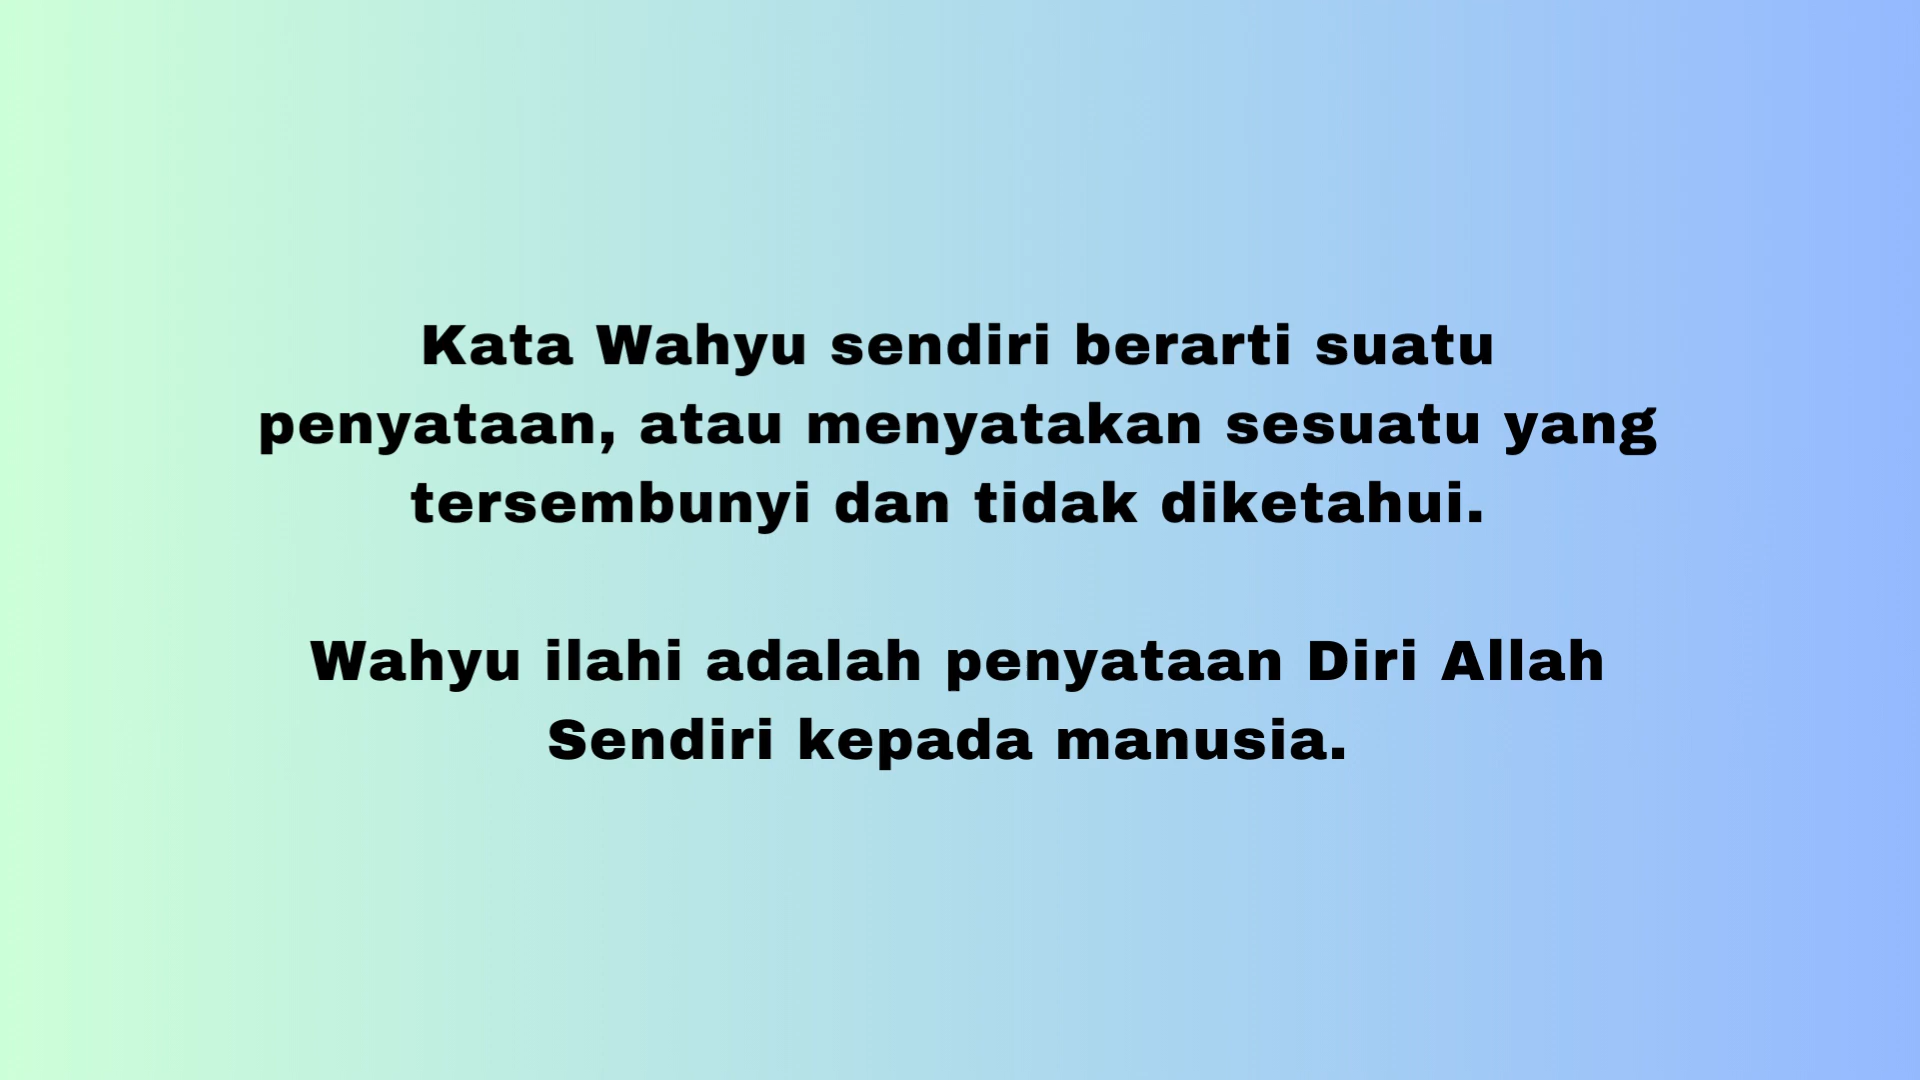 Kata Wahyu sendiri berarti suatu
penyataan, atau menyatakan sesuatu yang
tersembunyi dan tidak diketahui.
Wahyu ilahi adalah penyataan Diri Allah
Sendiri kepada manusia.